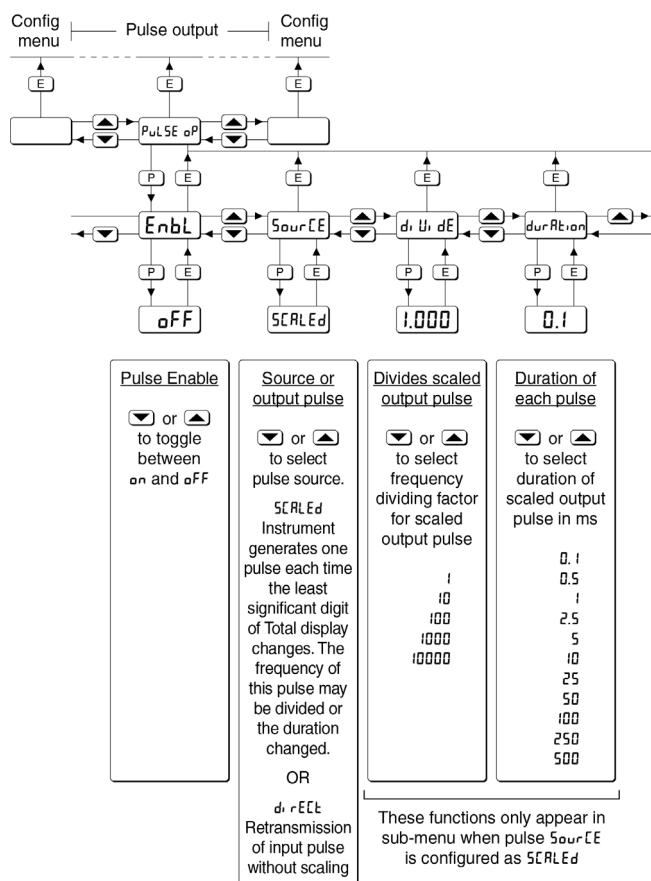 Config
menu
Pulse output
Config
menu
E
E
E
PuLSE oP
P
E
E
E
E
EnbL
SourCE
diUidE
durAtion
P
E
P
E
P
E
P
E
oFF
SCALEd
1.000
0.1
Pulse Enable
or
to toggle
between
on and oFF
Source or
output pulse
or
to select
pulse source.
SCALEd
Instrument
generates one
pulse each time
the least
significant digit
of Total display
changes. The
frequency of
this pulse may
be divided or
the duration
changed.
OR
dirECt
Retransmission
of input pulse
without scaling
Divides scaled
output pulse
or
to select
frequency
dividing factor
for scaled
output pulse
1
10
100
1000
10000
Duration of
each pulse
or
to select
duration of
scaled output
pulse in ms
0.1
0.5
1
2.5
5
10
25
50
100
250
500
These functions only appear in
sub-menu when pulse SourCE
is configured as SCALEd